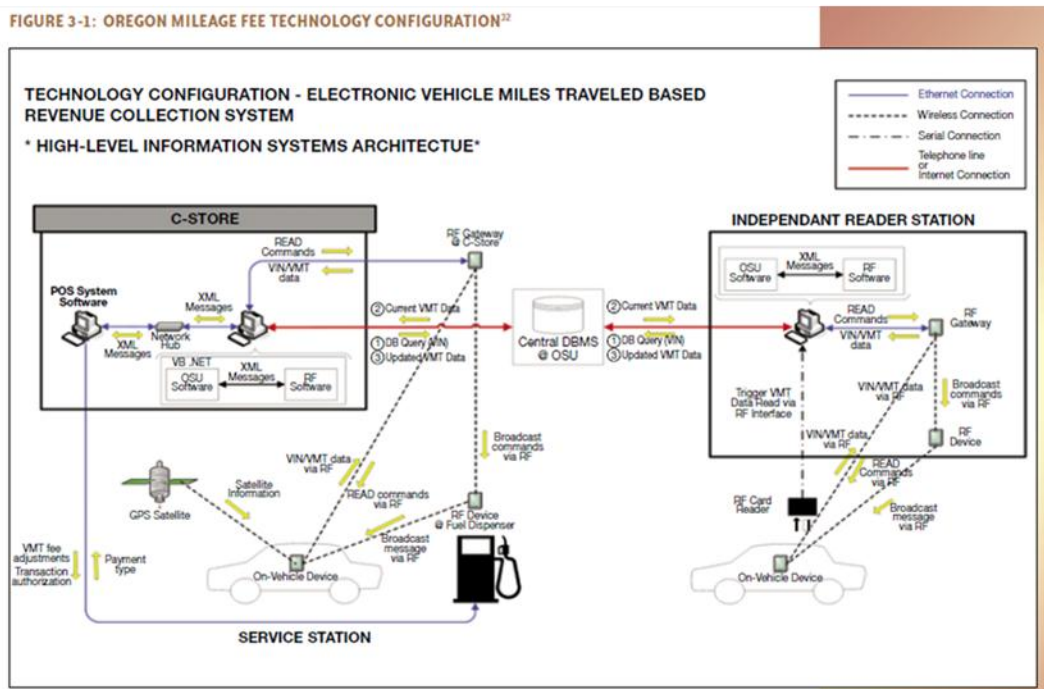 FIGURE 3-1: OREGON MILEAGE FEE TECHNOLOGY CONFIGURATION32
TECHNOLOGY CONFIGURATION - ELECTRONIC VEHICLE MILES TRAVELED BASED
REVENUE COLLECTION SYSTEM
* HIGH-LEVEL INFORMATION SYSTEMS ARCHITECTUE*
Ethernet Connection
Wireless Connection
Serial Connection
Telephone line
or
Internet Connection
C-STORE
READ
Commands
VIN/VMT
data
POS System
Software
XML
Messages
XML
Messages
Network
Hub
VB .NET
OSU
Software
XML
Messages
RF
Software
RF Gateway
@ C-Store
② Current VMT Data
① DB Query (VIN)
③ Updated VMT Data
Central DBMS
@ OSU
② Current VMT Data
① DB Query (VIN)
③ Updated VMT Data
INDEPENDANT READER STATION
OSU
Software
XML
Messages
RF
Software
READ
Commands
VIN/VMT
data
RF
Gateway
Trigger VMT
Data Read via
RF Interface
VIN/VMT data
via RF
Broadcast
commands
via RF
RF
Device
VIN/VMT data
via RF
READ
Commands
via RF
RF Card
Reader
Broadcast
message via
RF
On-Vehicle Device
Satellite
Information
GPS Satellite
VIN/VMT data
via RF
READ commands
via RF
Broadcast
commands
via RF
RF Device
@ Fuel Dispenser
Broadcast
message
via RF
On-Vehicle Device
VMT fee
adjustments
Transaction
authorization
Payment
type
SERVICE STATION